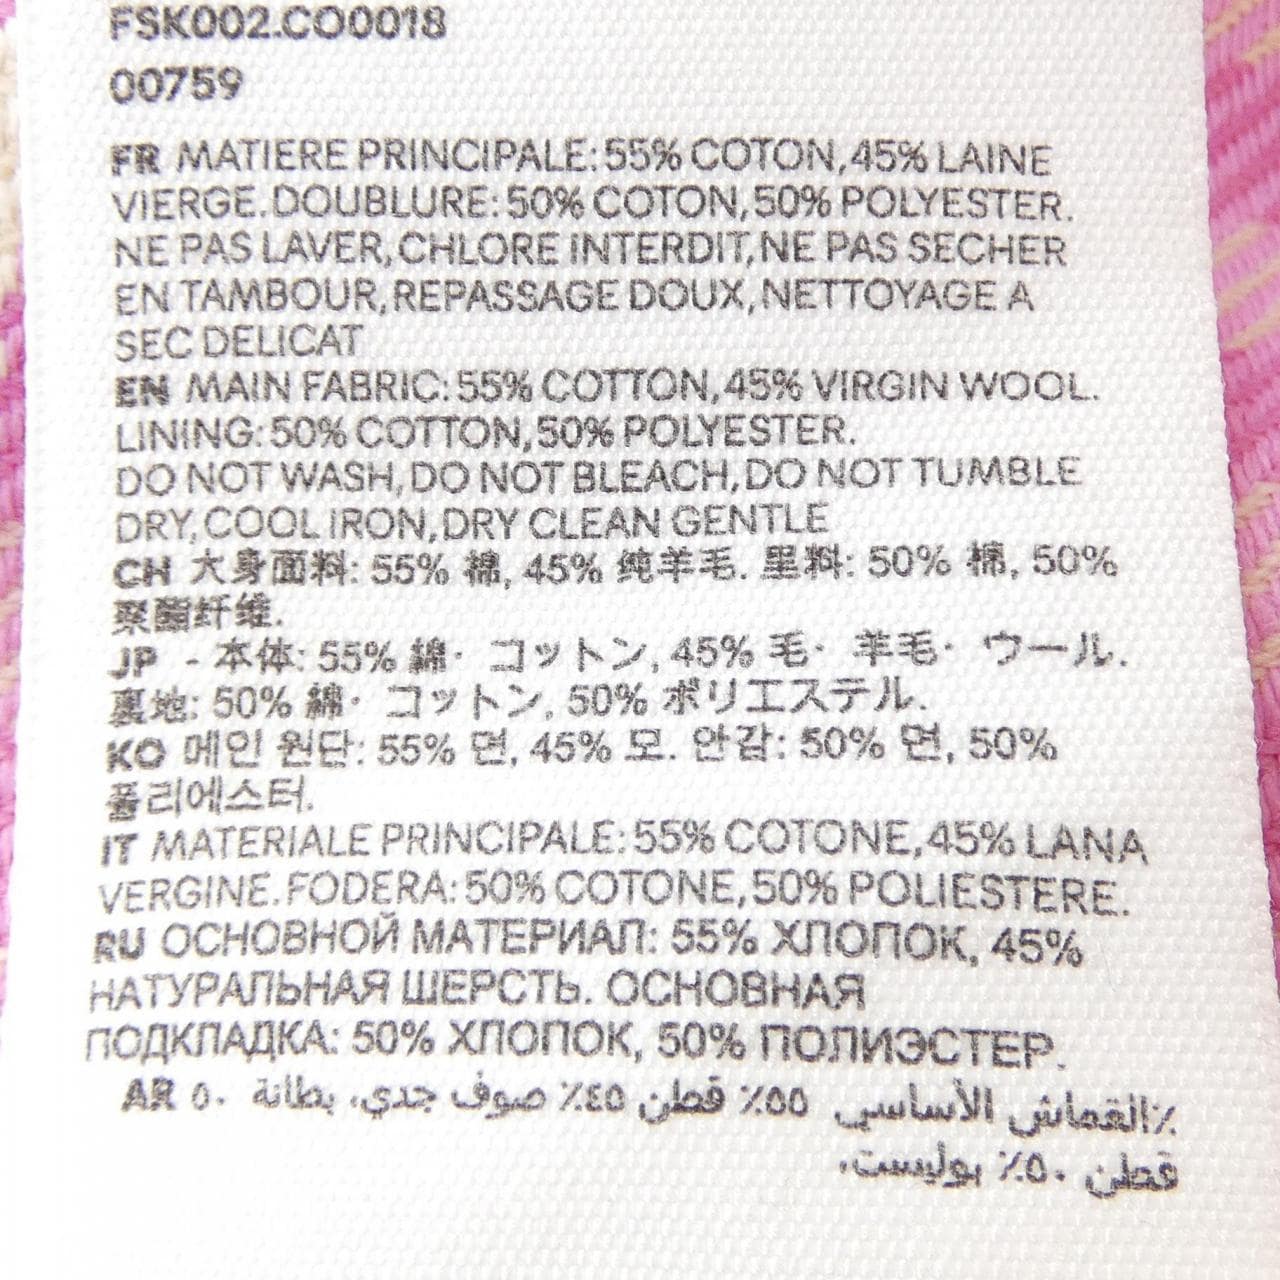 FSK002.CO0018
00759
FR MATIERE PRINCIPALE: 55% COTON, 45% LAINE
VIERGE. DOUBLURE: 50% COTON, 50% POLYESTER.
NE PAS LAVER, CHLORE INTERDIT, NE PAS SECHER
EN TAMBOUR, REPASSAGE DOUX, NETTOYAGE A
SEC DELICAT
EN MAIN FABRIC: 55% COTTON, 45% VIRGIN WOOL.
LINING: 50% COTTON, 50% POLYESTER.
DO NOT WASH, DO NOT BLEACH, DO NOT TUMBLE
DRY, COOL IRON, DRY CLEAN GENTLE
CH 大身面料: 55% 棉, 45% 纯羊毛. 里料: 50% 棉, 50%
聚酯纤维.
JP - 本体: 55% 綿· コットン, 45% 毛· 羊毛· ウール.
裏地: 50% 綿· コットン, 50% ポリエステル.
KO 메인 원단: 55% 면, 45% 모. 안감: 50% 면, 50%
폴리에스터.
IT MATERIALE PRINCIPALE: 55% COTONE, 45% LANA
VERGINE. FODERA: 50% COTONE, 50% POLIESTERE.
RU ОСНОВНОЙ МАТЕРИАЛ: 55% ХЛОПОК, 45%
НАТУРАЛЬНАЯ ШЕРСТЬ. ОСНОВНАЯ
ПОДКЛАДКА: 50% ХЛОПОК, 50% ПОЛИЭСТЕР.
AR ٪القماش الأساسي ٥٥٪ قطن ٤٥٪ صوف جدي، بطانة ٥٠
قطن ٥٠٪ بوليست،